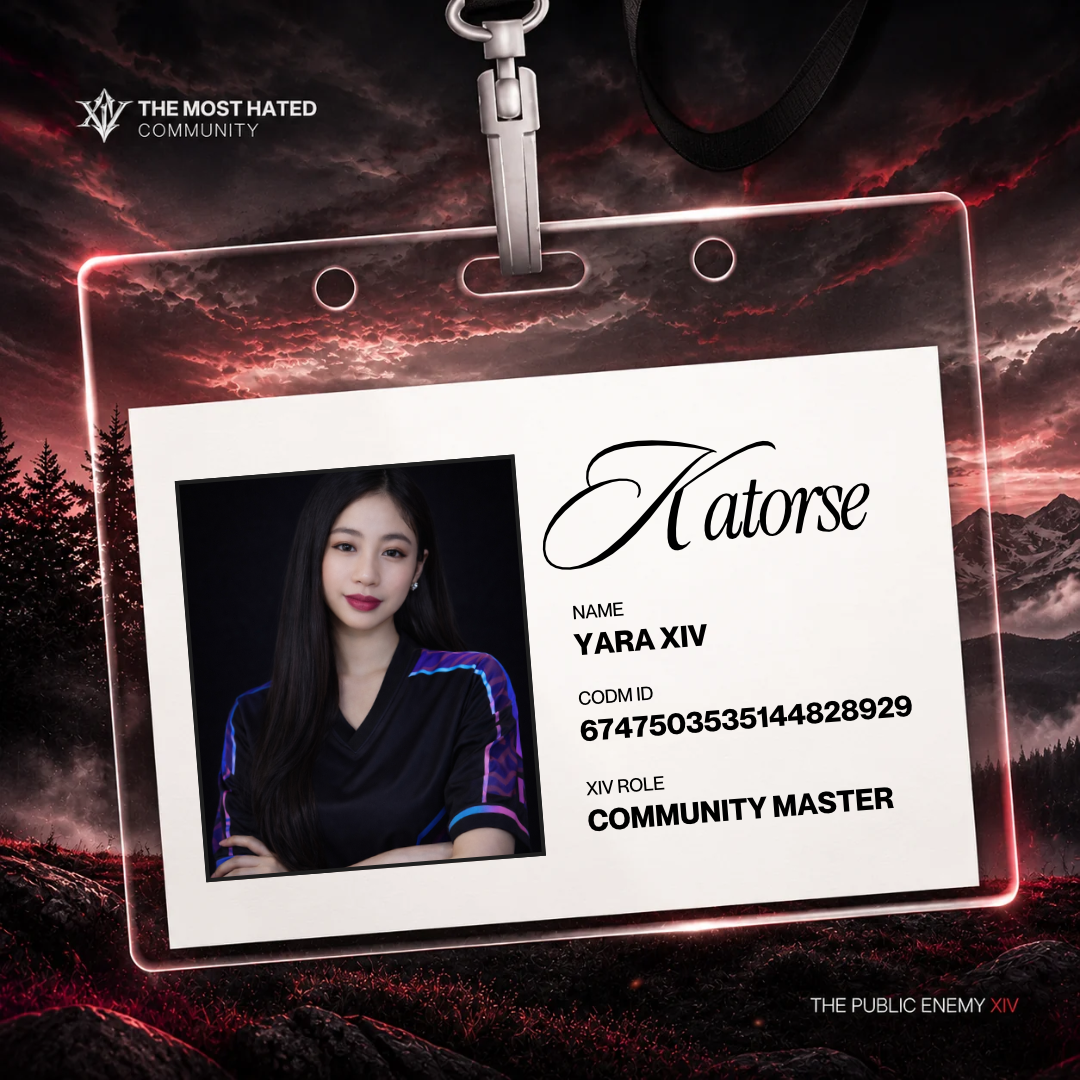 XIV THE MOST HATED
COMMUNITY
Katorse
NAME
YARA XIV
CODM ID
6747503535144828929
XIV ROLE
COMMUNITY MASTER
THE PUBLIC ENEMY XIV